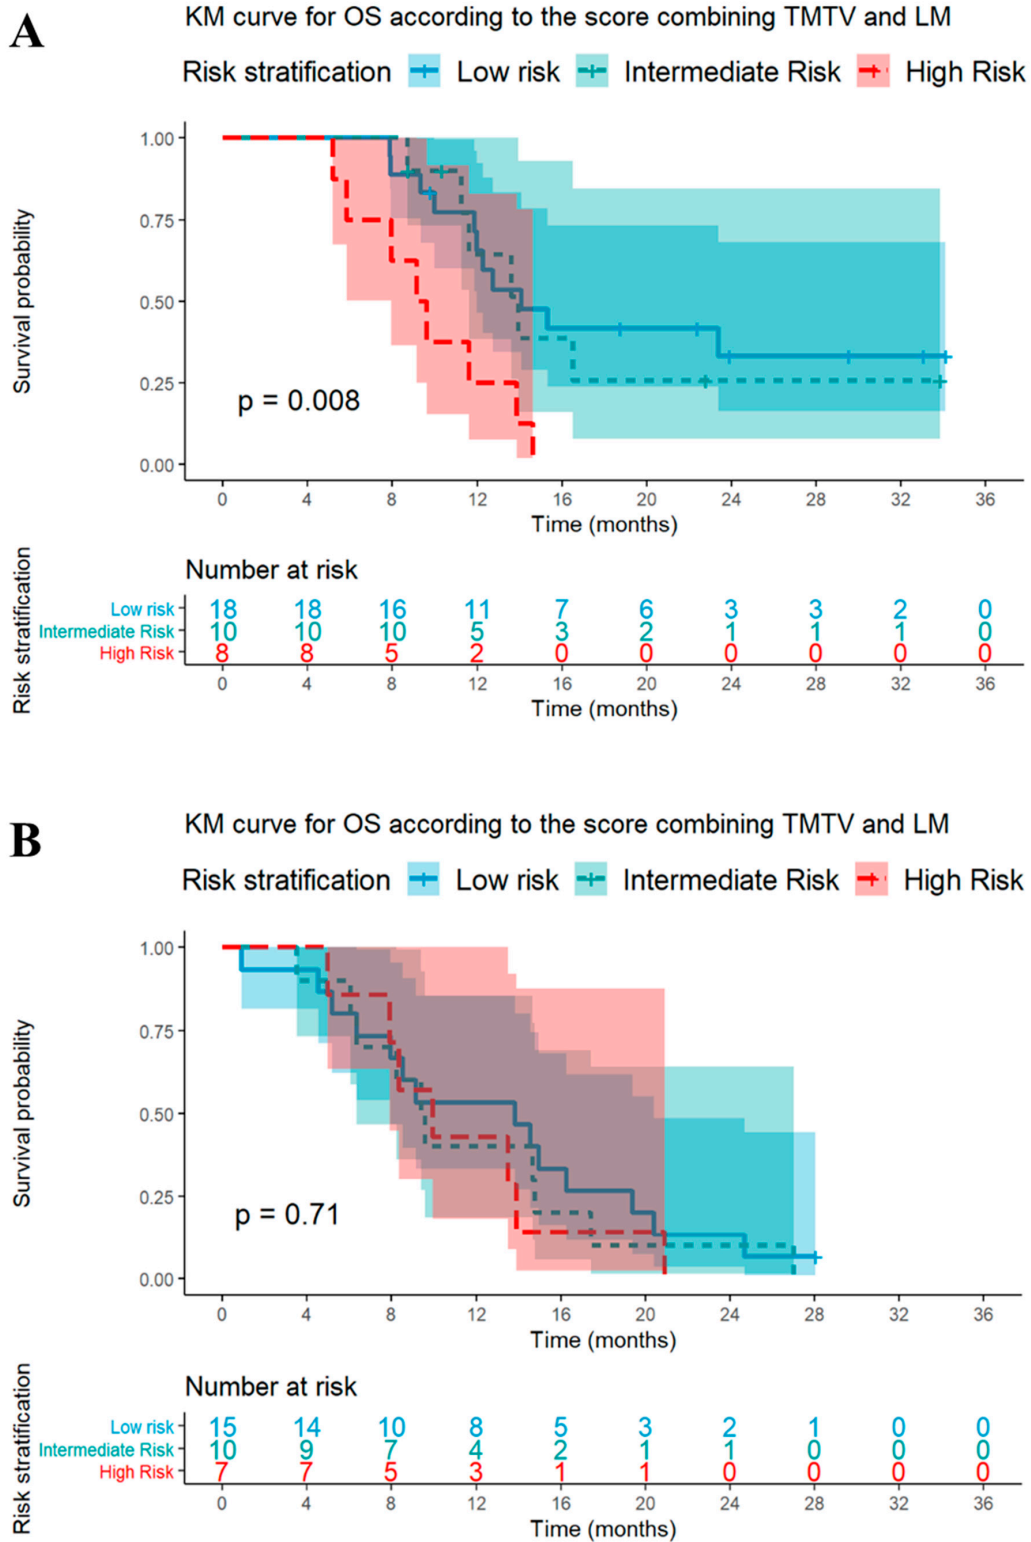 A
KM curve for OS according to the score combining TMTV and LM
Risk stratification Low risk Intermediate Risk High Risk
Survival probability
1.00
0.75
0.50
0.25
0.00
p = 0.008
0 4 8 12 16 20 24 28 32 36
Time (months)
Risk stratification
Number at risk
Low risk 18 18 16 11 7 6 3 3 2 0
Intermediate Risk 10 10 10 5 3 2 1 1 1 0
High Risk 8 8 5 2 0 0 0 0 0 0
0 4 8 12 16 20 24 28 32 36
Time (months)
B
KM curve for OS according to the score combining TMTV and LM
Risk stratification Low risk Intermediate Risk High Risk
Survival probability
1.00
0.75
0.50
0.25
0.00
p = 0.71
0 4 8 12 16 20 24 28 32 36
Time (months)
Risk stratification
Number at risk
Low risk 15 14 10 8 5 3 2 1 0 0
Intermediate Risk 10 9 7 4 2 1 1 0 0 0
High Risk 7 7 5 3 1 1 0 0 0 0
0 4 8 12 16 20 24 28 32 36
Time (months)